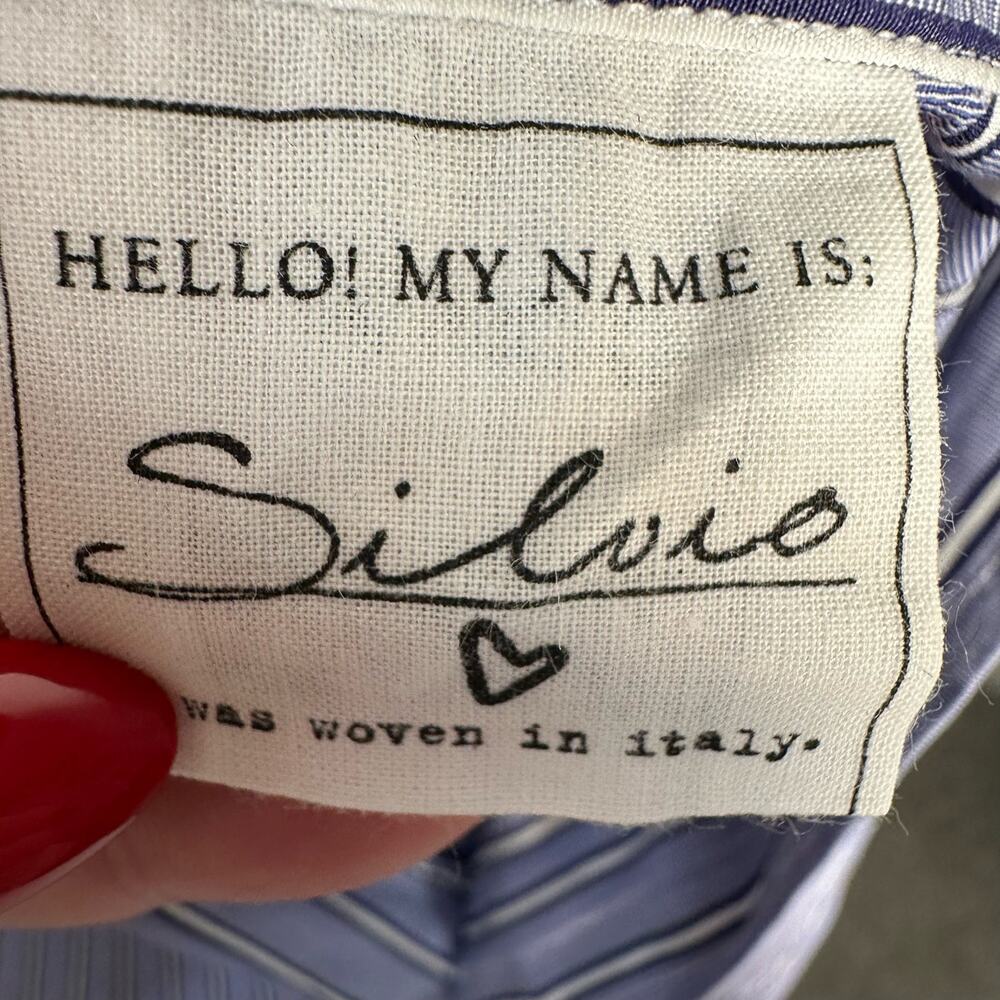 HELLO! MY NAME IS:
Silvio
was woven in italy.